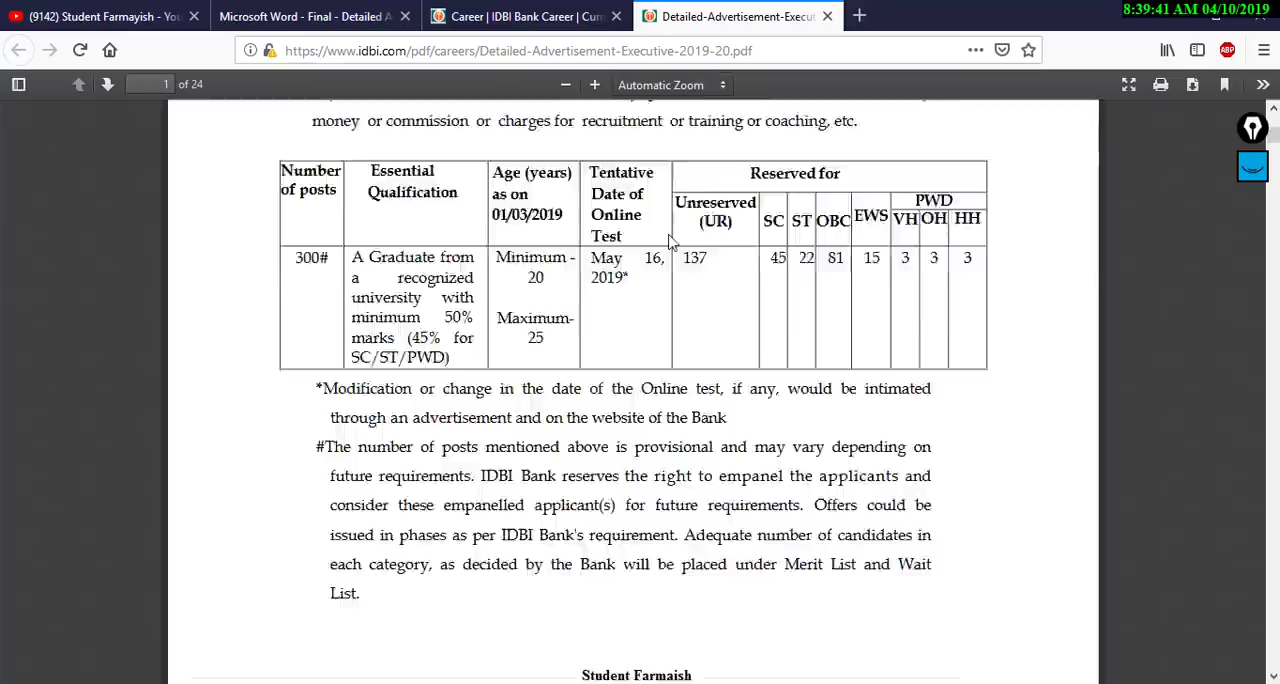 (9142) Student Farmayish - You
Microsoft Word - Final - Detailed A
Career | IDBI Bank Career | Curr
Detailed-Advertisement-Execut
8:39:41 AM 04/10/2019
https://www.idbi.com/pdf/careers/Detailed-Advertisement-Executive-2019-20.pdf
ABP
1 of 24
Automatic Zoom
money or commission or charges for recruitment or training or coaching, etc.
Number of posts
Essential Qualification
Age (years) as on 01/03/2019
Tentative Date of Online Test
Reserved for
Unreserved (UR)
SC
ST
OBC
EWS
PWD
VH
OH
HH
300#
A Graduate from
a recognized
university with
minimum 50%
marks (45% for
SC/ST/PWD)
Minimum -
20
Maximum-
25
May 16,
2019*
137
45
22
81
15
3
3
3
*Modification or change in the date of the Online test, if any, would be intimated
through an advertisement and on the website of the Bank
#The number of posts mentioned above is provisional and may vary depending on
future requirements. IDBI Bank reserves the right to empanel the applicants and
consider these empanelled applicant(s) for future requirements. Offers could be
issued in phases as per IDBI Bank's requirement. Adequate number of candidates in
each category, as decided by the Bank will be placed under Merit List and Wait
List.
Student Farmaish